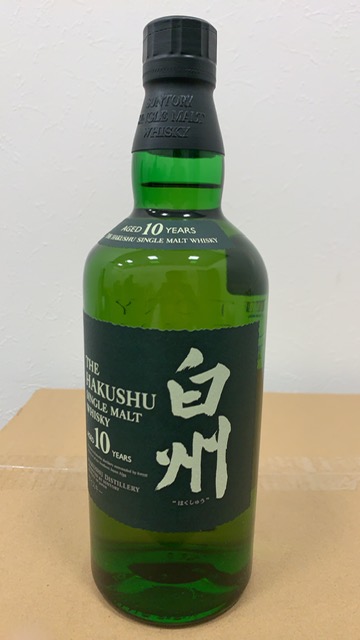 SUNTORY
SINGLE MALT
WHISKY
AGED 10 YEARS
THE HAKUSHU SINGLE MALT WHISKY
THE
HAKUSHU
SINGLE MALT
WHISKY
AGED 10 YEARS
DISTILLERY
白州
"はくしゅう"